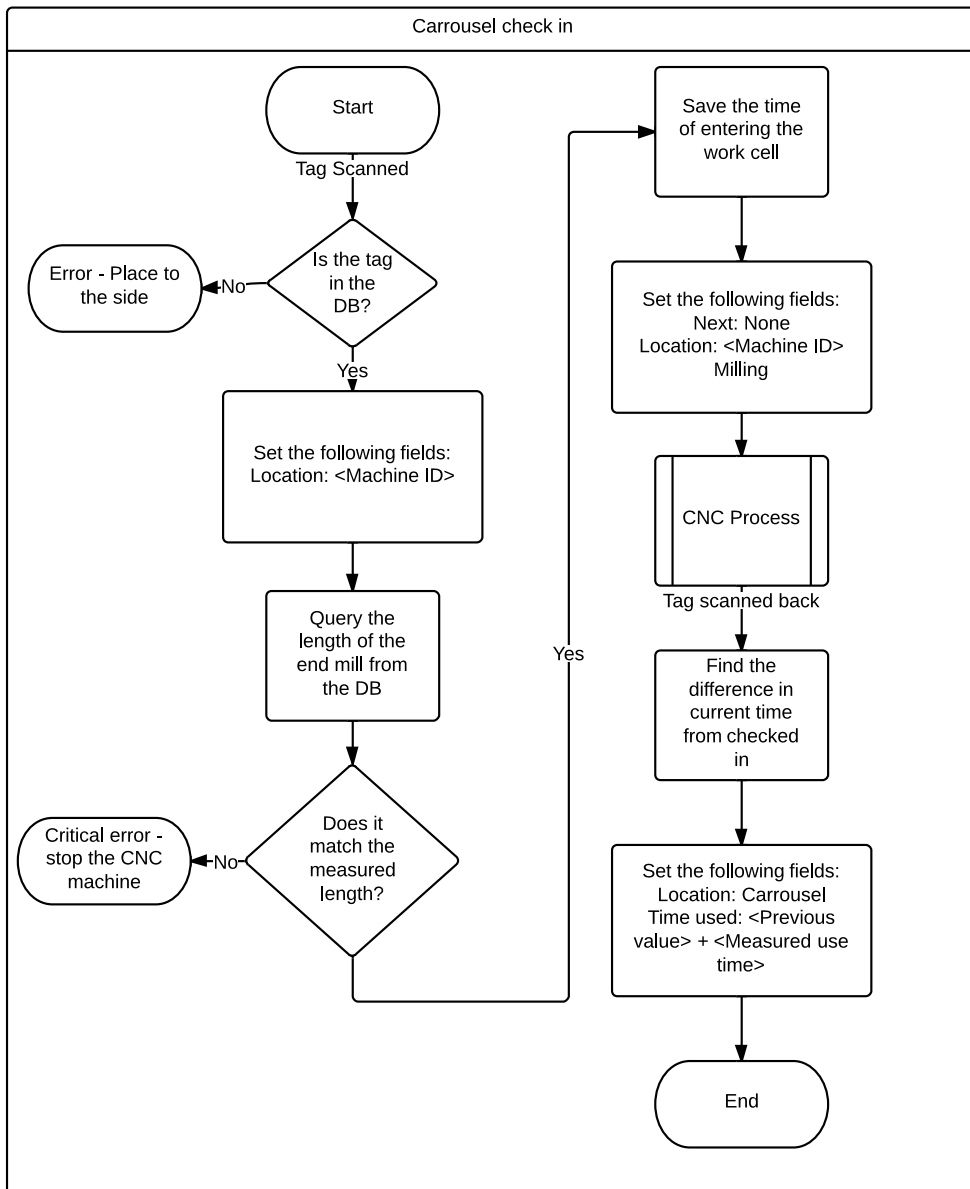 Carrousel check in
Start
Tag Scanned
Is the tag
in the
DB?
No
Error - Place to
the side
Yes
Set the following fields:
Location: <Machine ID>
Query the
length of the
end mill from
the DB
Does it
match the
measured
length?
No
Critical error -
stop the CNC
machine
Yes
Save the time
of entering the
work cell
Set the following fields:
Next: None
Location: <Machine ID>
Milling
CNC Process
Tag scanned back
Find the
difference in
current time
from checked
in
Set the following fields:
Location: Carrousel
Time used: <Previous
value> + <Measured use
time>
End